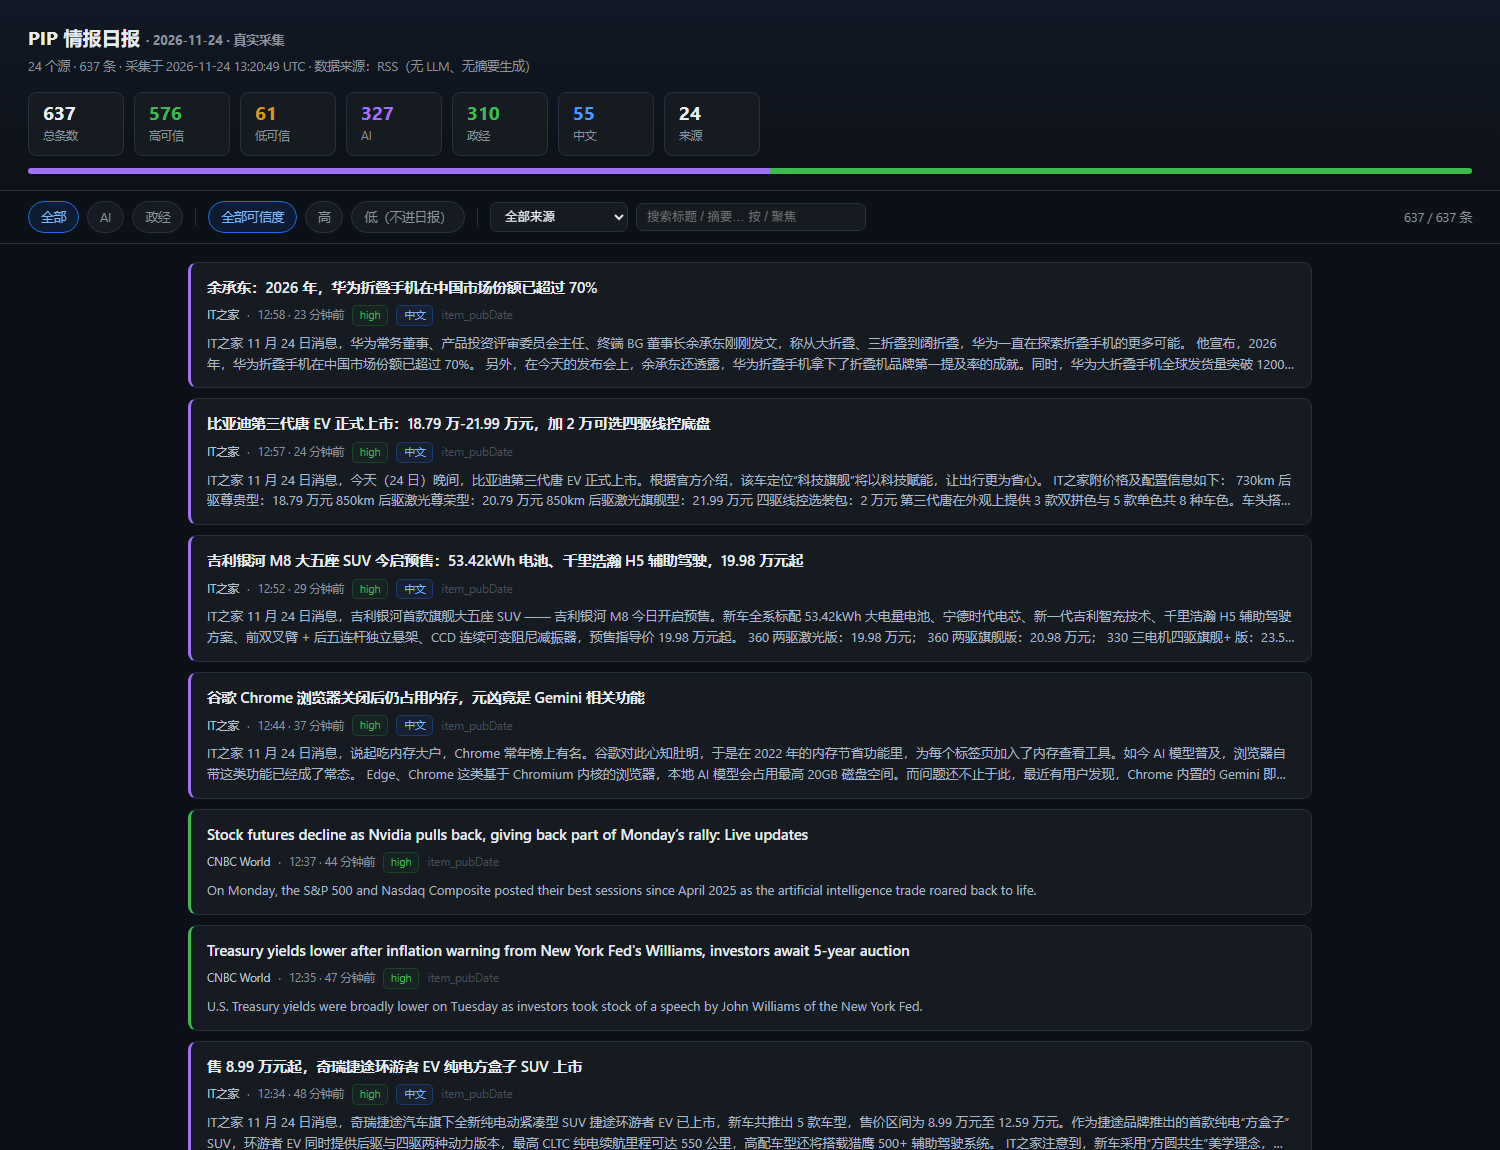 PIP 情报日报 · 2026-11-24 · 真实采集
24 个源 · 637 条 · 采集于 2026-11-24 13:20:49 UTC · 数据来源：RSS（无 LLM、无摘要生成）
637
总条数
576
高可信
61
低可信
327
AI
310
政经
55
中文
24
来源
全部 AI 政经 全部可信度 高 低（不进日报） 全部来源 搜索标题 / 摘要… 按 / 聚焦 637 / 637 条
余承东：2026 年，华为折叠手机在中国市场份额已超过 70%
IT之家 · 12:58 · 23 分钟前 high 中文 item_pubDate
IT之家 11 月 24 日消息，华为常务董事、产品投资评审委员会主任、终端 BG 董事长余承东刚刚发文，称从大折叠、三折叠到阔折叠，华为一直在探索折叠手机的更多可能。 他宣布，2026
年，华为折叠手机在中国市场份额已超过 70%。 另外，在今天的发布会上，余承东还透露，华为折叠手机拿下了折叠机品牌第一提及率的成就。同时，华为大折叠手机全球发货量突破 1200...
比亚迪第三代唐 EV 正式上市：18.79 万-21.99 万元，加 2 万可选四驱线控底盘
IT之家 · 12:57 · 24 分钟前 high 中文 item_pubDate
IT之家 11 月 24 日消息，今天（24 日）晚间，比亚迪第三代唐 EV 正式上市。根据官方介绍，该车定位“科技旗舰”将以科技赋能，让出行更为省心。 IT之家附价格及配置信息如下： 730km 后
驱尊贵型：18.79 万元 850km 后驱激光尊荣型：20.79 万元 850km 后驱激光旗舰型：21.99 万元 四驱线控选装包：2 万元 第三代唐在外观上提供 3 款双拼色与 5 款单色共 8 种车色。车头搭...
吉利银河 M8 大五座 SUV 今启预售：53.42kWh 电池、千里浩瀚 H5 辅助驾驶，19.98 万元起
IT之家 · 12:52 · 29 分钟前 high 中文 item_pubDate
IT之家 11 月 24 日消息，吉利银河首款旗舰大五座 SUV —— 吉利银河 M8 今日开启预售。新车全系标配 53.42kWh 大电量电池、宁德时代电芯、新一代吉利智充技术、千里浩瀚 H5 辅助驾驶
方案、前双叉臂 + 后五连杆独立悬架、CCD 连续可变阻尼减振器，预售指导价 19.98 万元起。 360 两驱激光版：19.98 万元； 360 两驱旗舰版：20.98 万元； 330 三电机四驱旗舰+ 版：23.5...
谷歌 Chrome 浏览器关闭后仍占用内存，元凶竟是 Gemini 相关功能
IT之家 · 12:44 · 37 分钟前 high 中文 item_pubDate
IT之家 11 月 24 日消息，说起吃内存大户，Chrome 常年榜上有名。谷歌对此心知肚明，于是在 2022 年的内存节省功能里，为每个标签页加入了内存查看工具。如今 AI 模型普及，浏览器自
带这类功能已经成了常态。 Edge、Chrome 这类基于 Chromium 内核的浏览器，本地 AI 模型会占用最高 20GB 磁盘空间。而问题还不止于此，最近有用户发现，Chrome 内置的 Gemini 即...
Stock futures decline as Nvidia pulls back, giving back part of Monday’s rally: Live updates
CNBC World · 12:37 · 44 分钟前 high item_pubDate
On Monday, the S&P 500 and Nasdaq Composite posted their best sessions since April 2025 as the artificial intelligence trade roared back to life.
Treasury yields lower after inflation warning from New York Fed's Williams, investors await 5-year auction
CNBC World · 12:35 · 47 分钟前 high item_pubDate
U.S. Treasury yields were broadly lower on Tuesday as investors took stock of a speech by John Williams of the New York Fed.
售 8.99 万元起，奇瑞捷途环游者 EV 纯电方盒子 SUV 上市
IT之家 · 12:34 · 48 分钟前 high 中文 item_pubDate
IT之家 11 月 24 日消息，奇瑞捷途汽车旗下全新纯电动紧凑型 SUV 捷途环游者 EV 已上市，新车共推出 5 款车型，售价区间为 8.99 万元至 12.59 万元。作为捷途品牌推出的首款纯电“方盒子”
SUV，环游者 EV 同时提供后驱与四驱两种动力版本，最高 CLTC 纯电续航里程可达 550 公里，高配车型还将搭载猎鹰 500+ 辅助驾驶系统。 IT之家注意到，新车采用“方圆共生”美学理念，...